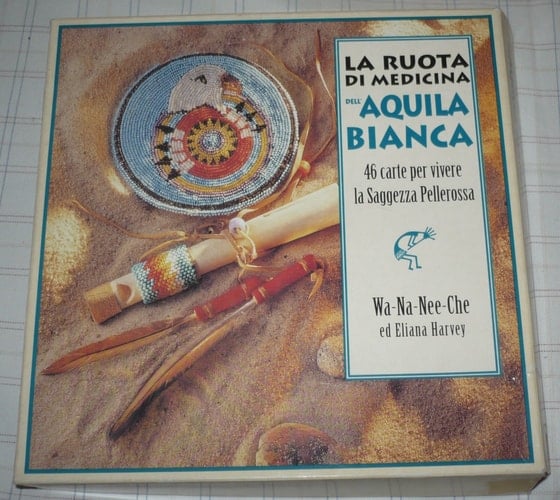 LA RUOTA
DI MEDICINA
DELL' AQUILA
BIANCA
46 carte per vivere
la Saggezza Pellerossa
Wa-Na-Nee-Che
ed Eliana Harvey